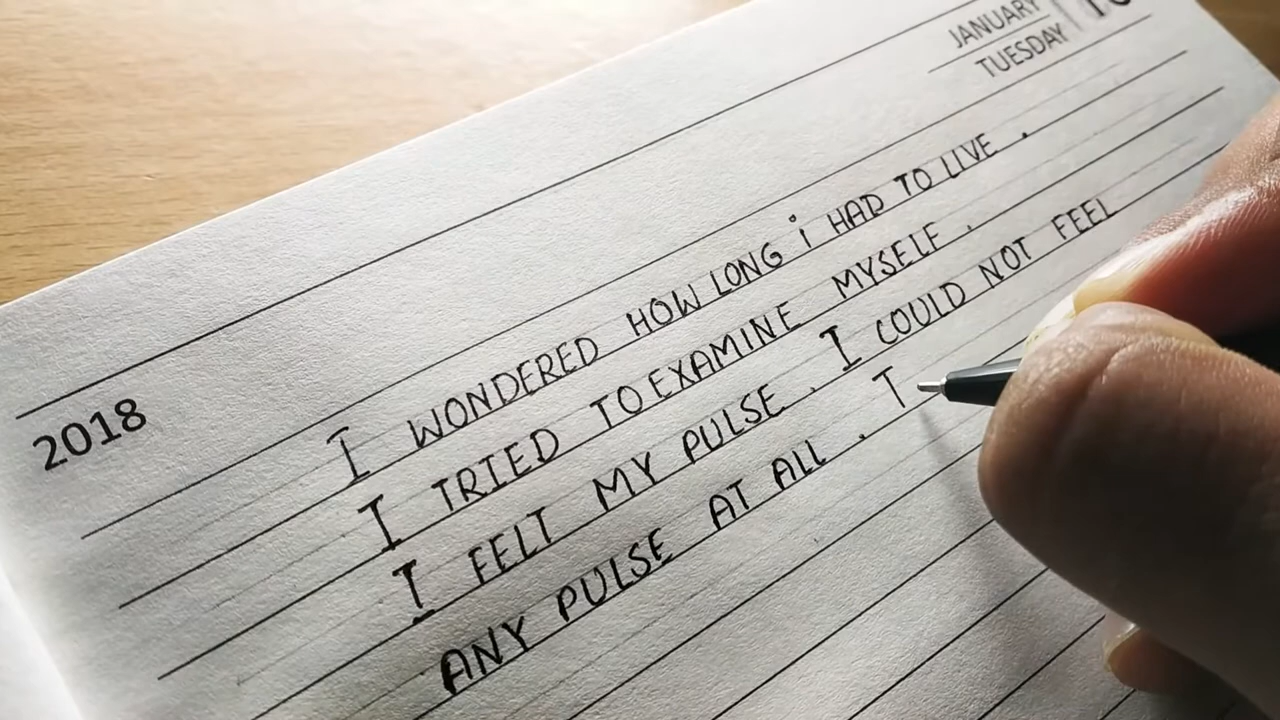 JANUARY
TUESDAY
2018
I WONDERED HOW LONG i HAD TO LIVE .
I TRIED TO EXAMINE MYSELF .
I FELT MY PULSE . I COULD NOT FEEL
ANY PULSE AT ALL . T